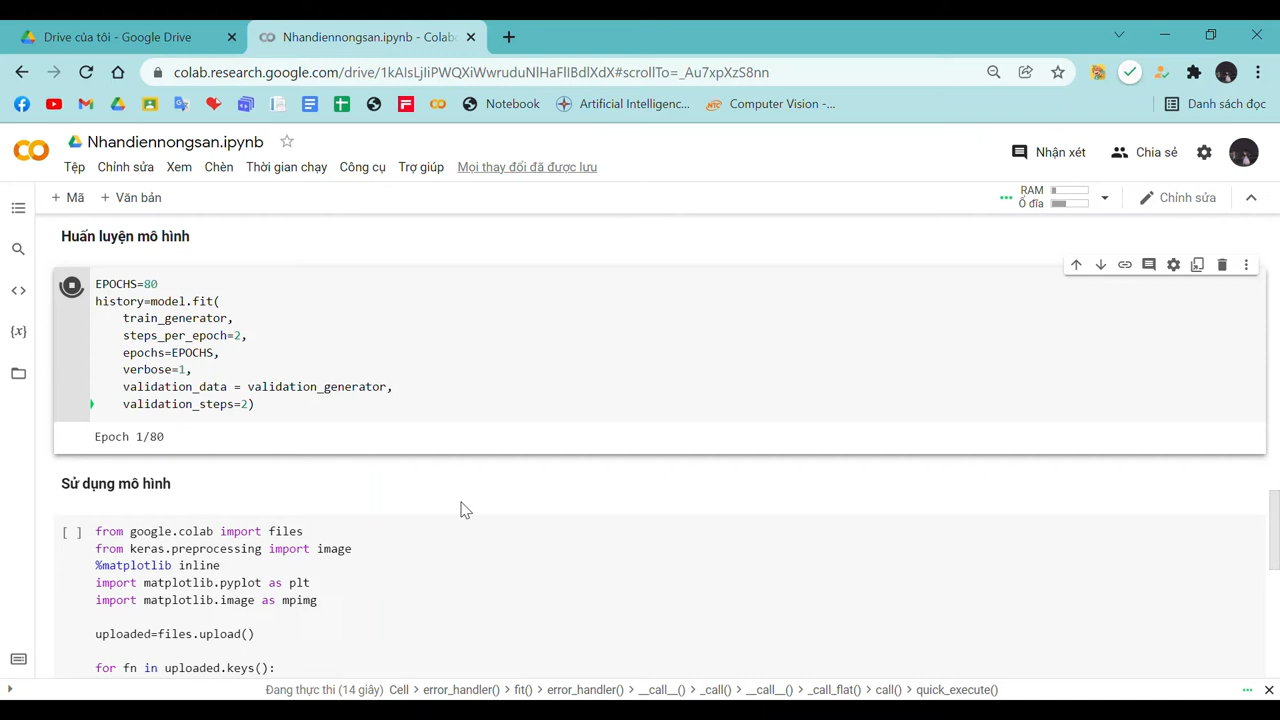 Drive của tôi - Google Drive
Nhandiennongsan.ipynb - Colab
colab.research.google.com/drive/1kAIsLjIiPWQXiWwruduNlHaFlIBdlXdX#scrollTo=_Au7xpXzS8nn
Notebook
Artificial Intelligenc...
NTC
Computer Vision -...
Danh sách đọc
Nhandiennongsan.ipynb
Nhận xét
Chia sẻ
Tệp Chỉnh sửa Xem Chèn Thời gian chạy Công cụ Trợ giúp Mọi thay đổi đã được lưu
+ Mã + Văn bản
RAM
Ổ đĩa
Chỉnh sửa
Huấn luyện mô hình
EPOCHS=80
history=model.fit(
train_generator,
steps_per_epoch=2,
epochs=EPOCHS,
verbose=1,
validation_data = validation_generator,
validation_steps=2)
Epoch 1/80
Sử dụng mô hình
[ ] from google.colab import files
from keras.preprocessing import image
%matplotlib inline
import matplotlib.pyplot as plt
import matplotlib.image as mpimg
uploaded=files.upload()
for fn in uploaded.keys():
Đang thực thi (14 giây) Cell > error_handler() > fit() > error_handler() > __call__() > _call() > __call__() > _call_flat() > call() > quick_execute()